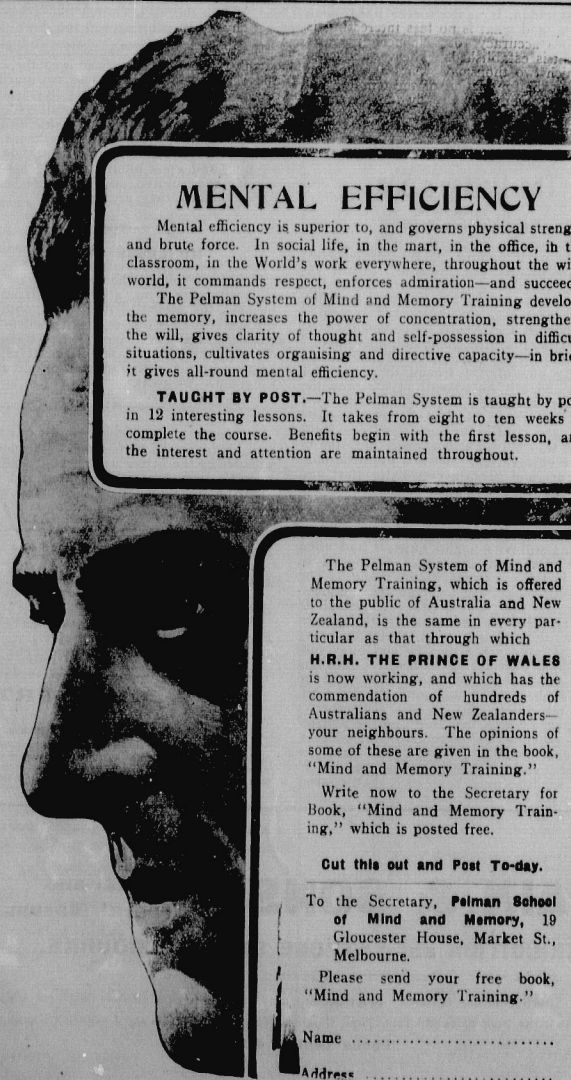 MENTAL EFFICIENCY
Mental efficiency is superior to, and governs physical streng
and brute force. In social life, in the mart, in the office, in t
classroom, in the World's work everywhere, throughout the wi
world, it commands respect, enforces admiration—and succeed
The Pelman System of Mind and Memory Training develo
the memory, increases the power of concentration, strengthe
the will, gives clarity of thought and self-possession in difficu
situations, cultivates organising and directive capacity—in brie
it gives all-round mental efficiency.
TAUGHT BY POST.—The Pelman System is taught by po
in 12 interesting lessons. It takes from eight to ten weeks
complete the course. Benefits begin with the first lesson, a
the interest and attention are maintained throughout.
The Pelman System of Mind and
Memory Training, which is offered
to the public of Australia and New
Zealand, is the same in every par-
ticular as that through which
H.R.H. THE PRINCE OF WALES
is now working, and which has the
commendation of hundreds of
Australians and New Zealanders—
your neighbours. The opinions of
some of these are given in the book,
"Mind and Memory Training."
Write now to the Secretary for
Book, "Mind and Memory Train-
ing," which is posted free.
Cut this out and Post To-day.
To the Secretary, Pelman School
of Mind and Memory, 19
Gloucester House, Market St.,
Melbourne.
Please send your free book,
"Mind and Memory Training."
Name ............................
Address ............................